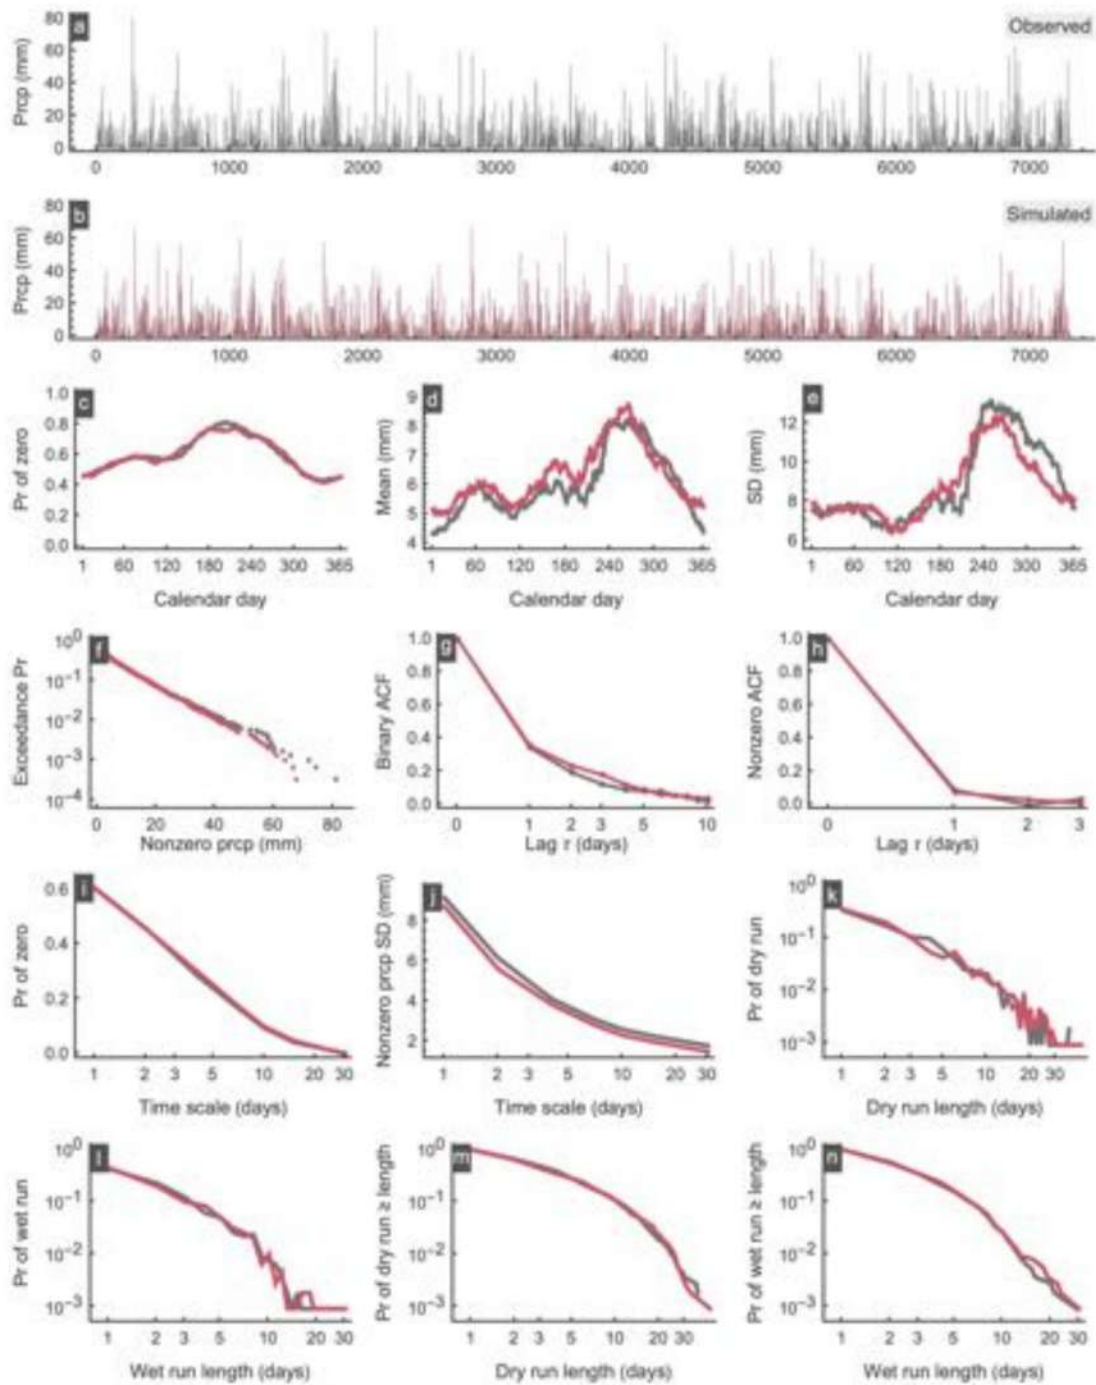 a
Observed
Prcp (mm)
80
60
40
20
0
0 1000 2000 3000 4000 5000 6000 7000
b
Simulated
Prcp (mm)
80
60
40
20
0
0 1000 2000 3000 4000 5000 6000 7000
c
Pr of zero
1.0
0.8
0.6
0.4
0.2
0.0
1 60 120 180 240 300 365
Calendar day
d
Mean (mm)
9
8
7
6
5
4
1 60 120 180 240 300 365
Calendar day
e
SD (mm)
12
10
8
6
1 60 120 180 240 300 365
Calendar day
f
Exceedance Pr
10⁰
10⁻¹
10⁻²
10⁻³
10⁻⁴
0 20 40 60 80
Nonzero prcp (mm)
g
Binary ACF
1.0
0.8
0.6
0.4
0.2
0.0
0 1 2 3 5 10
Lag τ (days)
h
Nonzero ACF
1.0
0.8
0.6
0.4
0.2
0.0
0 1 2 3
Lag τ (days)
i
Pr of zero
0.6
0.4
0.2
0.0
1 2 3 5 10 20 30
Time scale (days)
j
Nonzero prcp SD (mm)
8
6
4
2
1 2 3 5 10 20 30
Time scale (days)
k
Pr of dry run
10⁰
10⁻¹
10⁻²
10⁻³
1 2 3 5 10 20 30
Dry run length (days)
l
Pr of wet run
10⁰
10⁻¹
10⁻²
10⁻³
1 2 3 5 10 20 30
Wet run length (days)
m
Pr of dry run ≥ length
10⁰
10⁻¹
10⁻²
10⁻³
1 2 3 5 10 20 30
Dry run length (days)
n
Pr of wet run ≥ length
10⁰
10⁻¹
10⁻²
10⁻³
1 2 3 5 10 20 30
Wet run length (days)